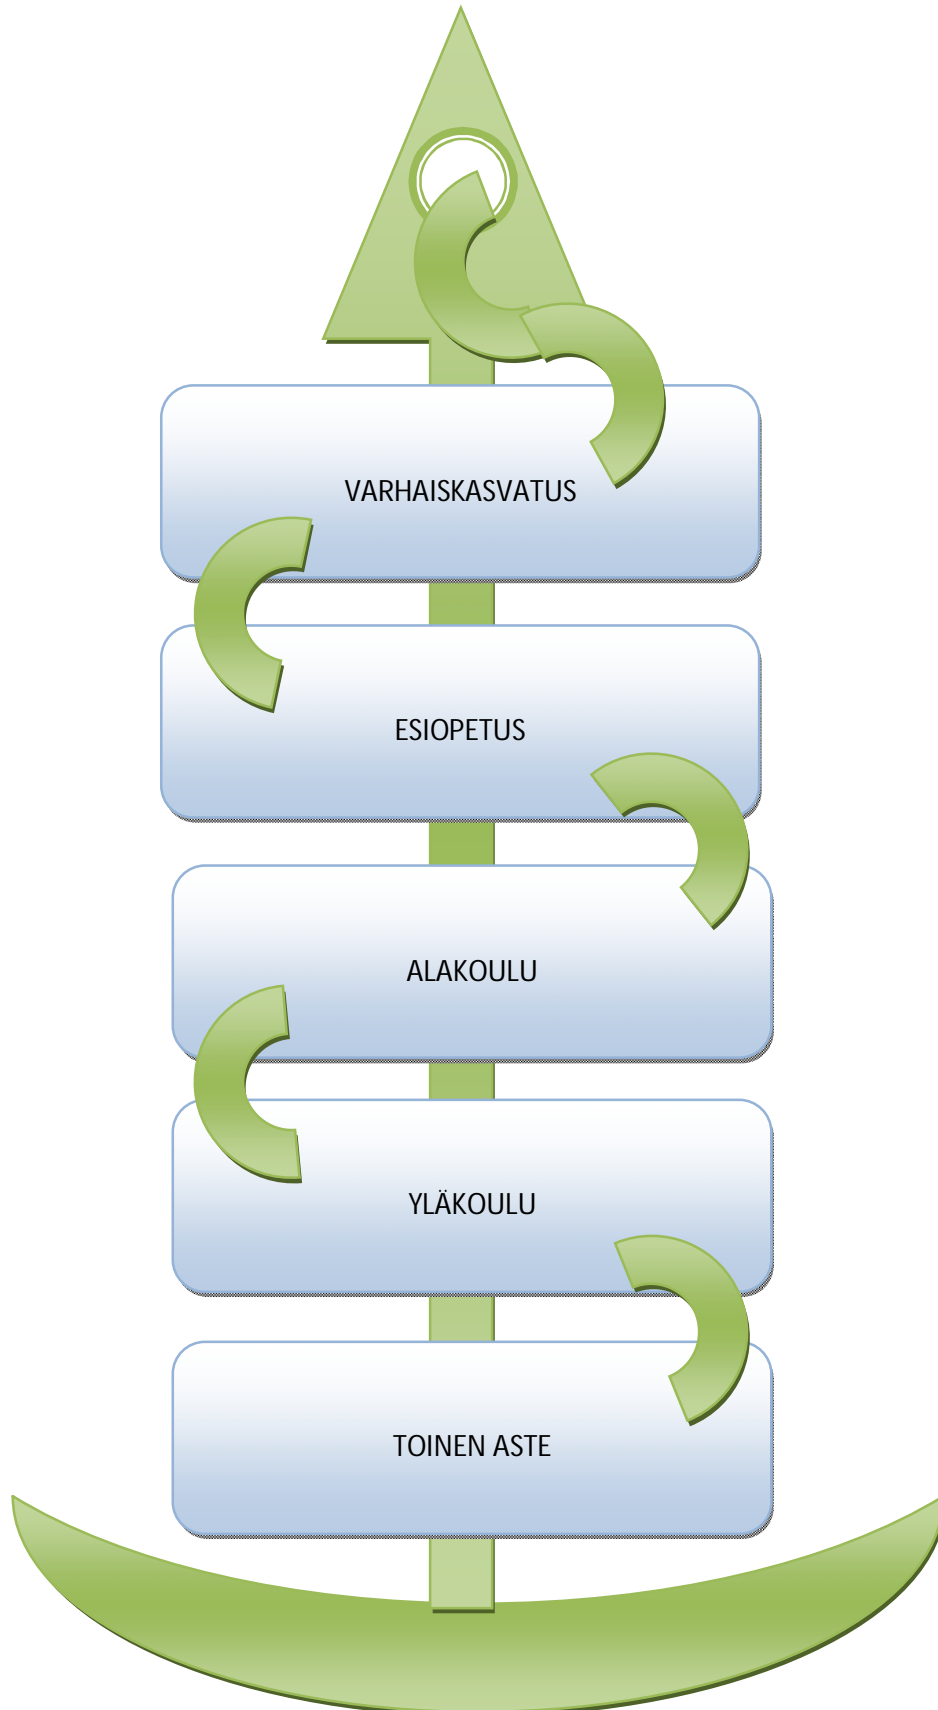 VARHAISKASVATUS
ESIOPETUS
ALAKOULU
YLÄKOULU
TOINEN ASTE